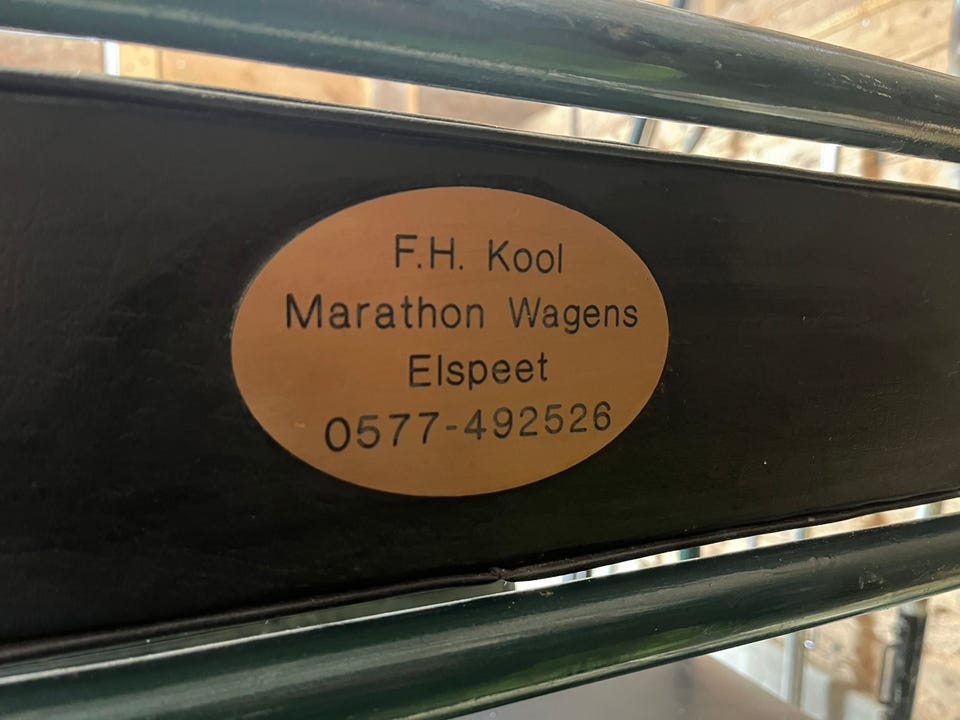 F.H. Kool
Marathon Wagens
Elspeet
0577-492526